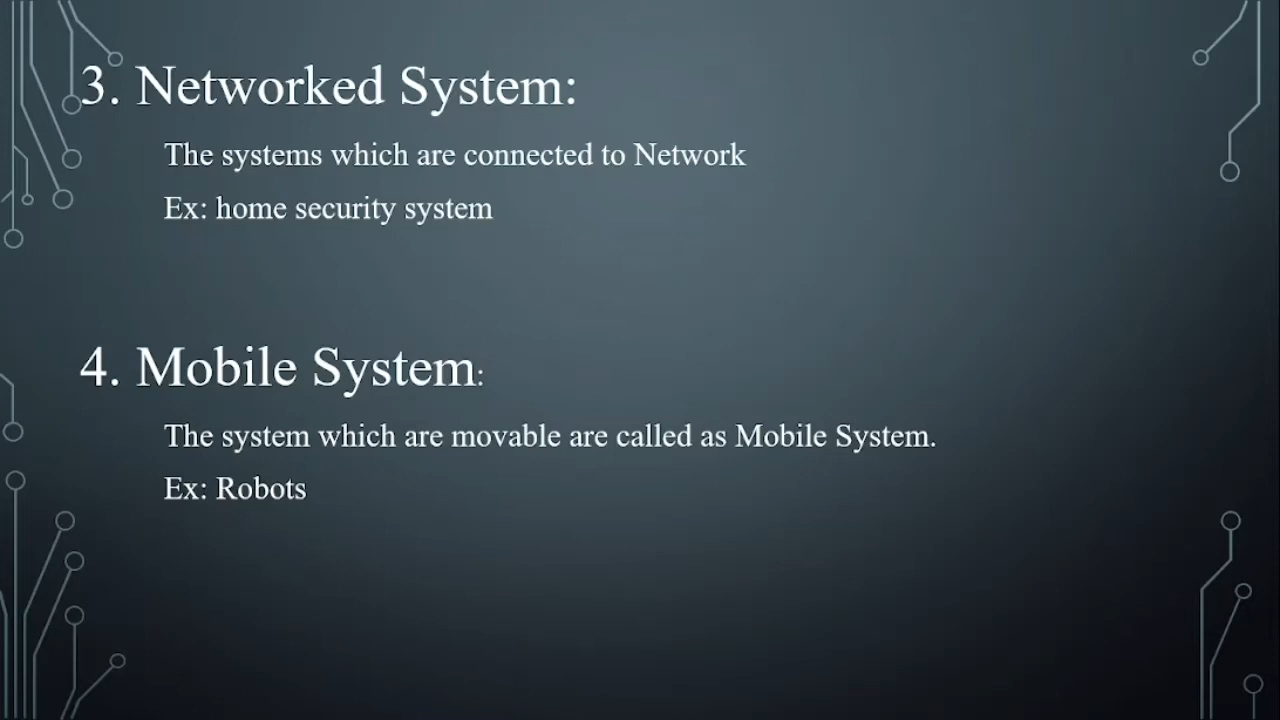 3. Networked System:
The systems which are connected to Network
Ex: home security system
4. Mobile System:
The system which are movable are called as Mobile System.
Ex: Robots